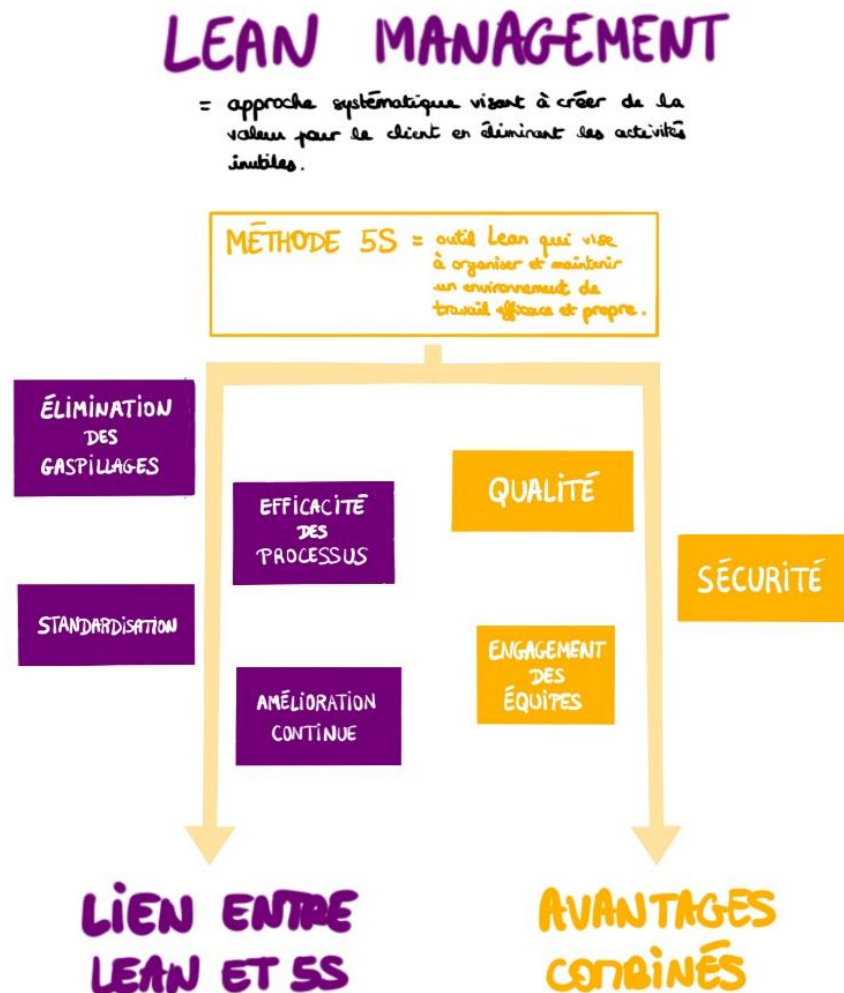 LEAN MANAGEMENT
= approche systématique visant à créer de la
valeur pour le client en éliminant les activités
inutiles.
MÉTHODE 5S = outil Lean qui vise
à organiser et maintenir
un environnement de
travail efficace et propre.
ÉLIMINATION
DES
GASPILLAGES
EFFICACITÉ
DES
PROCESSUS
STANDARDISATION
AMÉLIORATION
CONTINUE
QUALITÉ
SÉCURITÉ
ENGAGEMENT
DES
ÉQUIPES
LIEN ENTRE
LEAN ET 5S
AVANTAGES
COMBINÉS